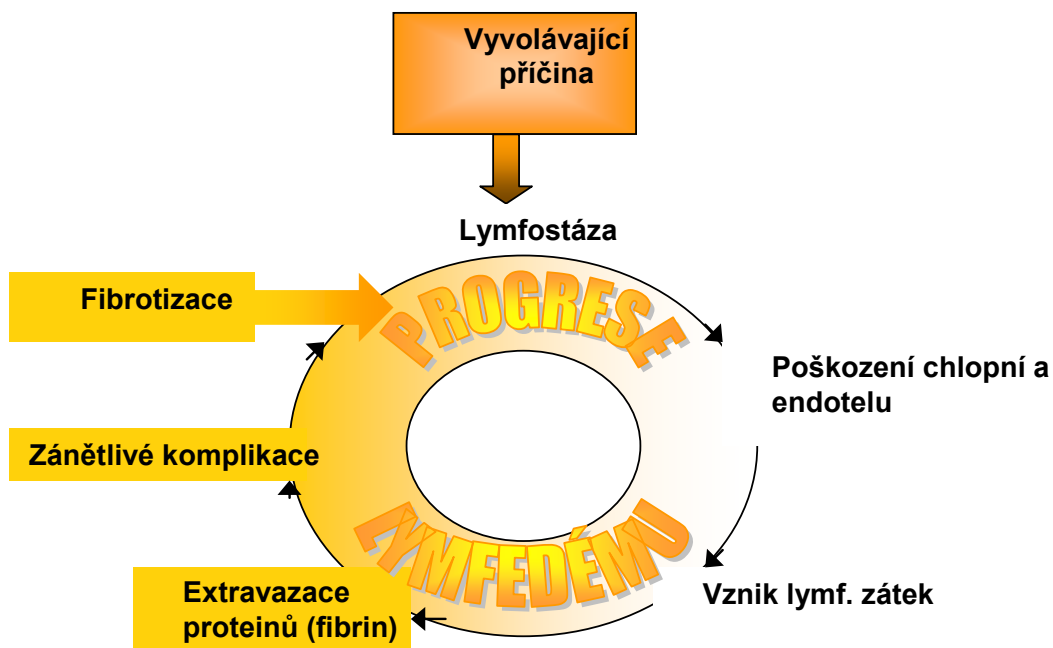 Vyvolávající
příčina
Lymfostáza
Fibrotizace
PROGRESE
Poškození chlopní a
endotelu
Zánětlivé komplikace
LYMFEDÉMU
Extravazace
proteinů (fibrin)
Vznik lymf. zátek